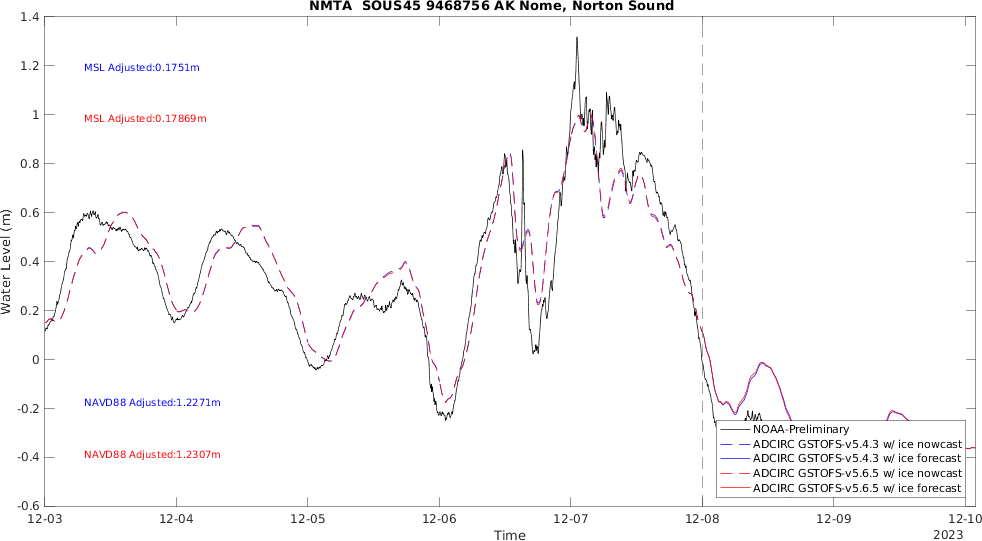 NMTA  SOUS45 9468756 AK Nome, Norton Sound
1.4
1.2
1
0.8
0.6
0.4
0.2
0
-0.2
-0.4
-0.6
Water Level (m)
MSL Adjusted:0.1751m
MSL Adjusted:0.17869m
NAVD88 Adjusted:1.2271m
NAVD88 Adjusted:1.2307m
NOAA-Preliminary
ADCIRC GSTOFS-v5.4.3 w/ ice nowcast
ADCIRC GSTOFS-v5.4.3 w/ ice forecast
ADCIRC GSTOFS-v5.6.5 w/ ice nowcast
ADCIRC GSTOFS-v5.6.5 w/ ice forecast
12-03 12-04 12-05 12-06 12-07 12-08 12-09 12-10
Time
2023